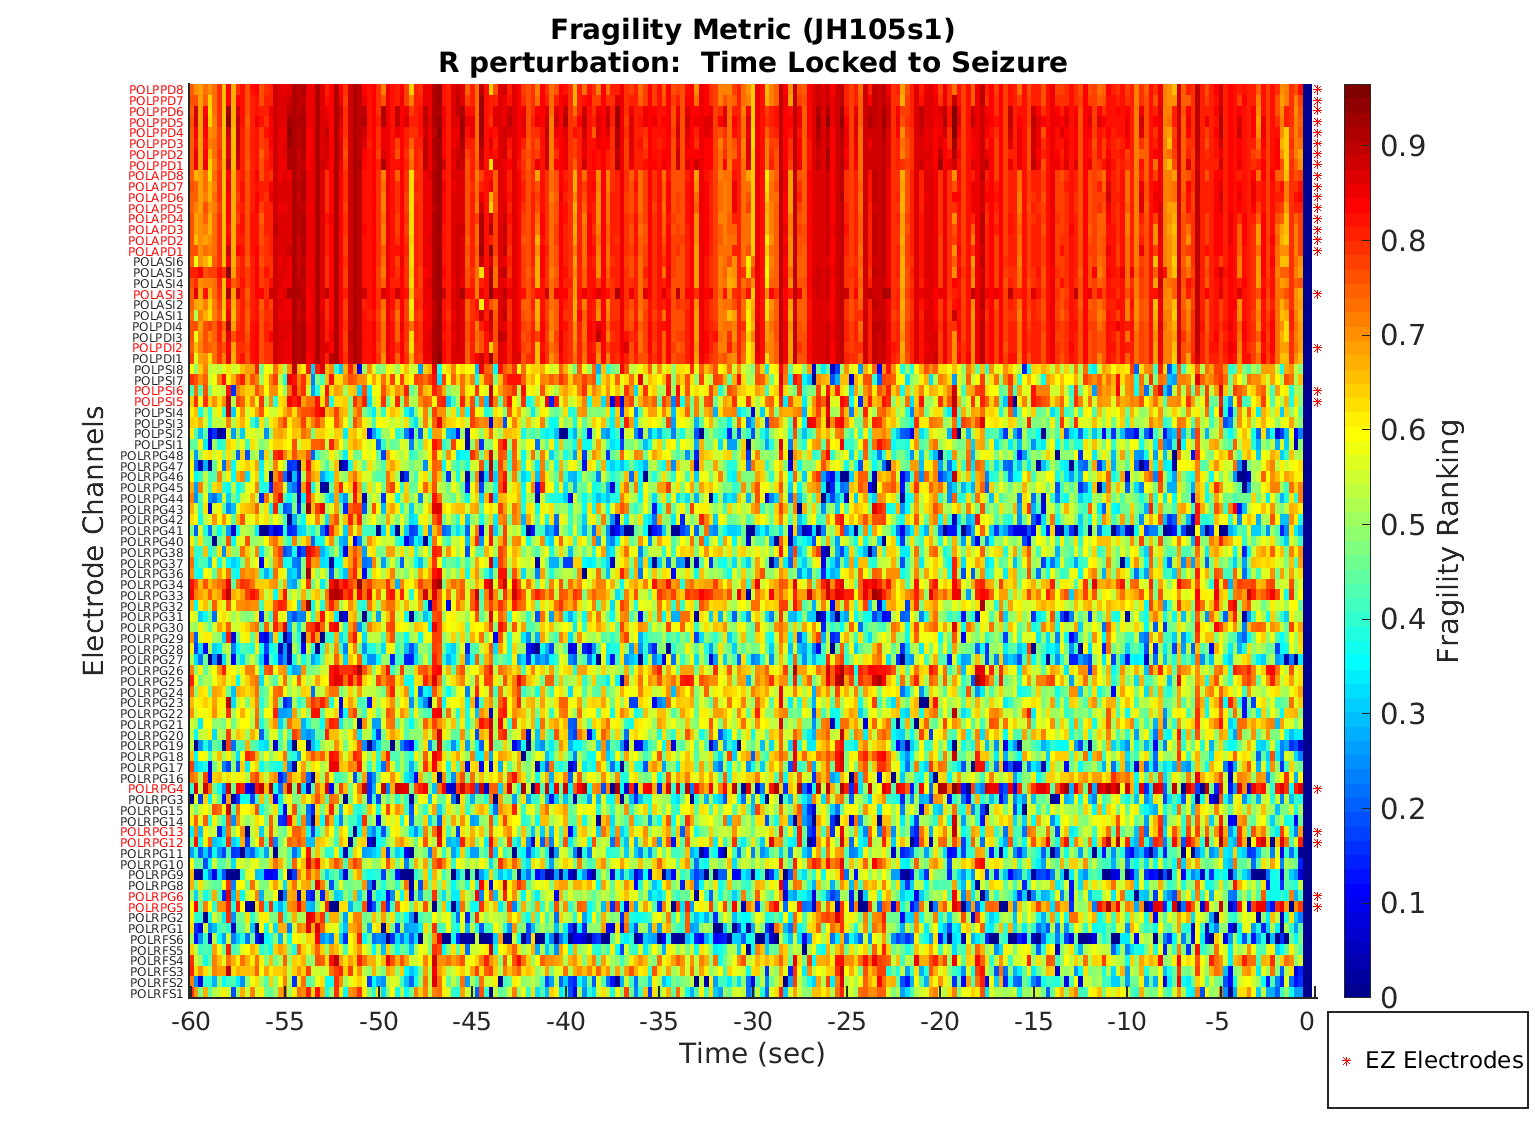 Fragility Metric (JH105s1)
R perturbation:  Time Locked to Seizure
Electrode Channels
POLPPD8
POLPPD7
POLPPD6
POLPPD5
POLPPD4
POLPPD3
POLPPD2
POLPPD1
POLAPD8
POLAPD7
POLAPD6
POLAPD5
POLAPD4
POLAPD3
POLAPD2
POLAPD1
POLASI6
POLASI5
POLASI4
POLASI3
POLASI2
POLASI1
POLPDI4
POLPDI3
POLPDI2
POLPDI1
POLPSI8
POLPSI7
POLPSI6
POLPSI5
POLPSI4
POLPSI3
POLPSI2
POLPSI1
POLRPG48
POLRPG47
POLRPG46
POLRPG45
POLRPG44
POLRPG43
POLRPG42
POLRPG41
POLRPG40
POLRPG38
POLRPG37
POLRPG36
POLRPG34
POLRPG33
POLRPG32
POLRPG31
POLRPG30
POLRPG29
POLRPG28
POLRPG27
POLRPG26
POLRPG25
POLRPG24
POLRPG23
POLRPG22
POLRPG21
POLRPG20
POLRPG19
POLRPG18
POLRPG17
POLRPG16
POLRPG4
POLRPG3
POLRPG15
POLRPG14
POLRPG13
POLRPG12
POLRPG11
POLRPG10
POLRPG9
POLRPG8
POLRPG6
POLRPG5
POLRPG2
POLRPG1
POLRFS6
POLRFS5
POLRFS4
POLRFS3
POLRFS2
POLRFS1
-60 -55 -50 -45 -40 -35 -30 -25 -20 -15 -10 -5 0
Time (sec)
0.9
0.8
0.7
0.6
0.5
0.4
0.3
0.2
0.1
0
Fragility Ranking
EZ Electrodes